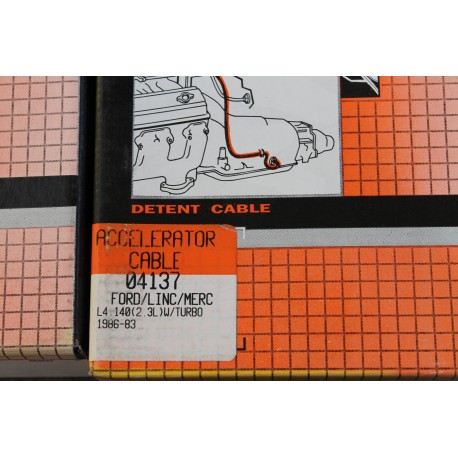 DETENT CABLE
ACCELERATOR
CABLE
04137
FORD/LINC/MERC
L4 140(2.3L)W/TURBO
1986-83